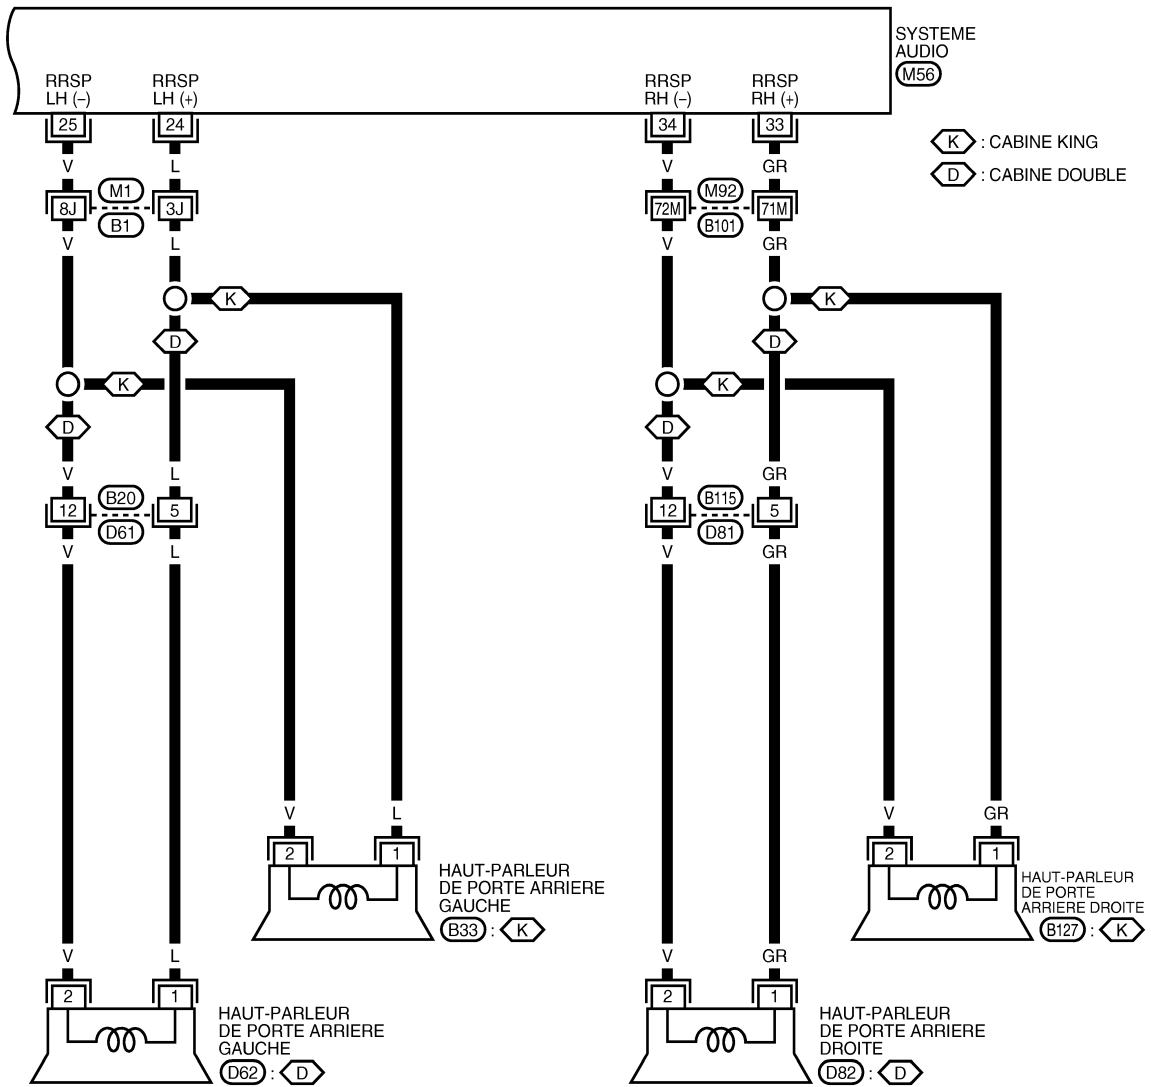 SYSTEME
AUDIO
M56
RRSP
LH (–)
RRSP
LH (+)
RRSP
RH (–)
RRSP
RH (+)
25
24
34
33
K : CABINE KING
D : CABINE DOUBLE
V
L
V
GR
8J
M1
B1
3J
72M
M92
B101
71M
V
L
V
GR
K
K
D
D
K
K
D
D
V
L
V
GR
12
B20
D61
5
12
B115
D81
5
V
L
V
GR
V
L
V
GR
2
1
2
1
HAUT-PARLEUR
DE PORTE ARRIERE
GAUCHE
B33 : K
HAUT-PARLEUR
DE PORTE
ARRIERE DROITE
B127 : K
V
L
V
GR
2
1
2
1
HAUT-PARLEUR
DE PORTE ARRIERE
GAUCHE
D62 : D
HAUT-PARLEUR
DE PORTE ARRIERE
DROITE
D82 : D